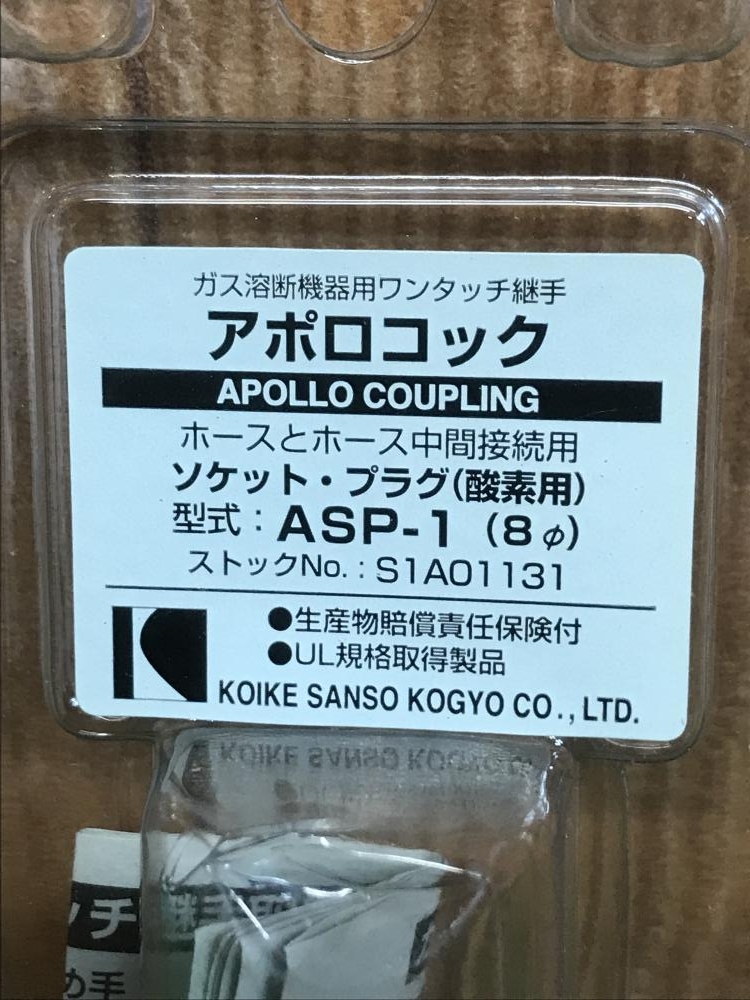 ガス溶断機器用ワンタッチ継手
アポロコック
APOLLO COUPLING
ホースとホース中間接続用
ソケット・プラグ(酸素用)
型式：ASP-1（8φ）
ストックNo.：S1A01131
●生産物賠償責任保険付
●UL規格取得製品
KOIKE SANSO KOGYO CO., LTD.
ッチ
め手